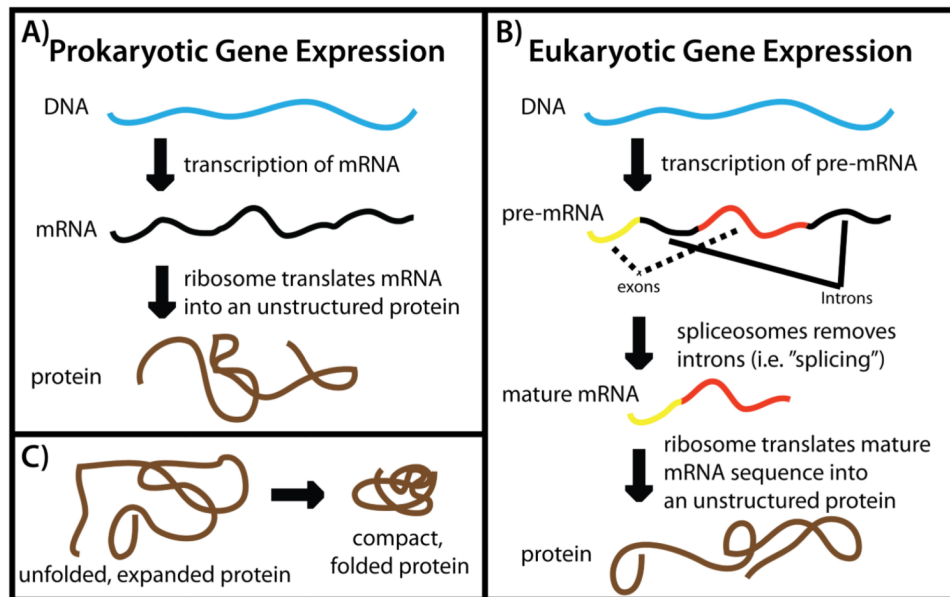 A)
Prokaryotic Gene Expression
DNA
transcription of mRNA
mRNA
ribosome translates mRNA
into an unstructured protein
protein
B)
Eukaryotic Gene Expression
DNA
transcription of pre-mRNA
pre-mRNA
exons
Introns
spliceosomes removes
introns (i.e. "splicing")
mature mRNA
ribosome translates mature
mRNA sequence into
an unstructured protein
protein
C)
unfolded, expanded protein
compact,
folded protein